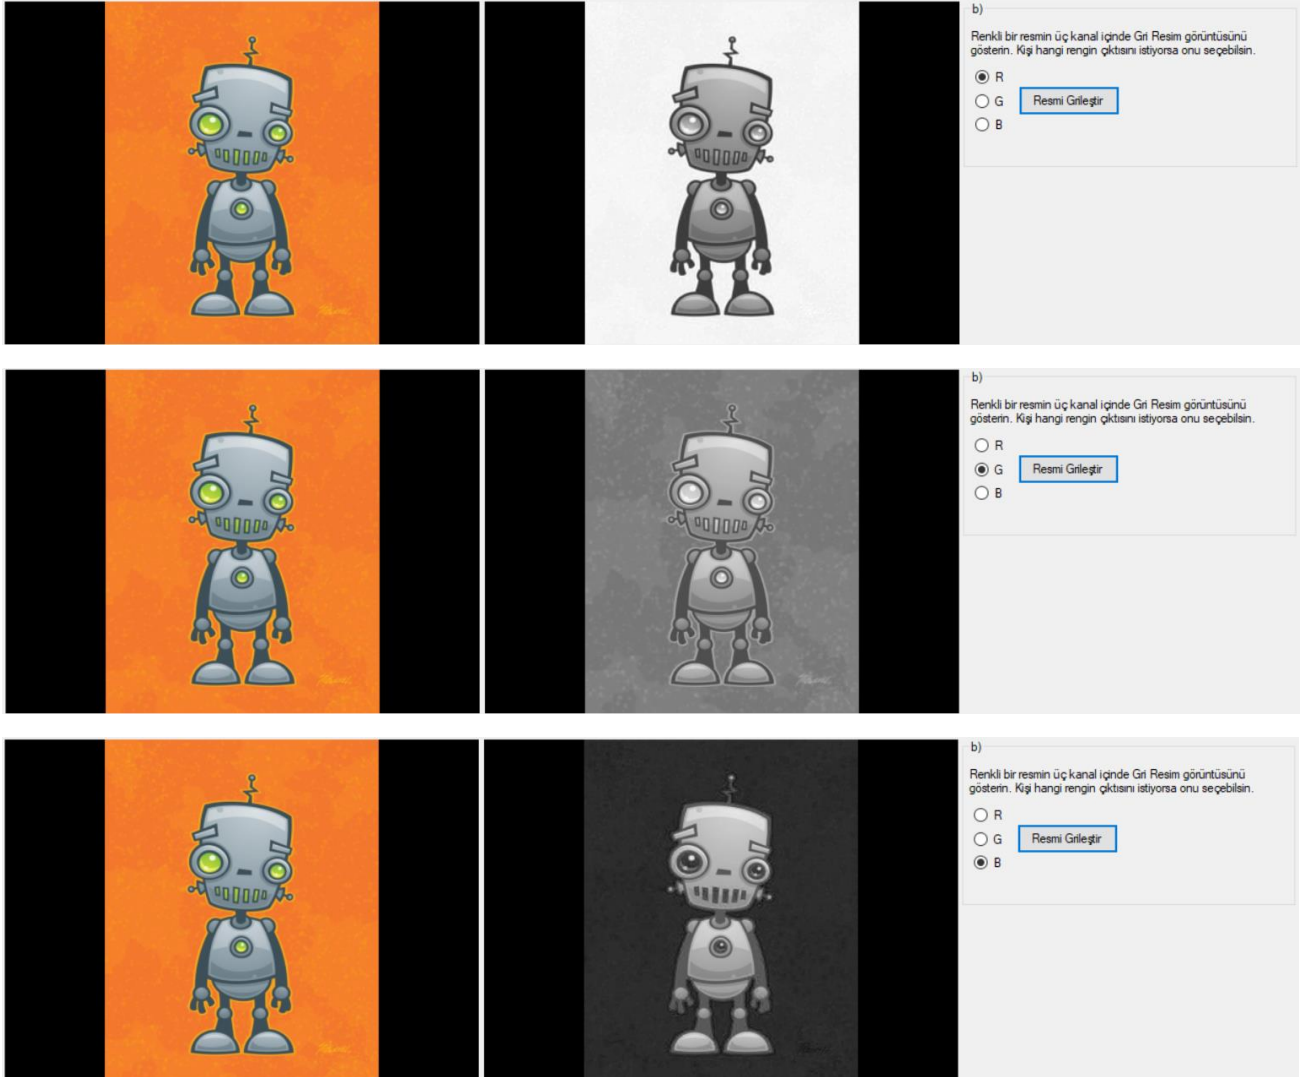 b)
Renkli bir resmin üç kanal içinde Gri Resim görüntüsünü
gösterin. Kişi hangi rengin çıktısını istiyorsa onu seçebilsin.
R
G
Resmi Grileştir
B
b)
Renkli bir resmin üç kanal içinde Gri Resim görüntüsünü
gösterin. Kişi hangi rengin çıktısını istiyorsa onu seçebilsin.
R
G
Resmi Grileştir
B
b)
Renkli bir resmin üç kanal içinde Gri Resim görüntüsünü
gösterin. Kişi hangi rengin çıktısını istiyorsa onu seçebilsin.
R
G
Resmi Grileştir
B